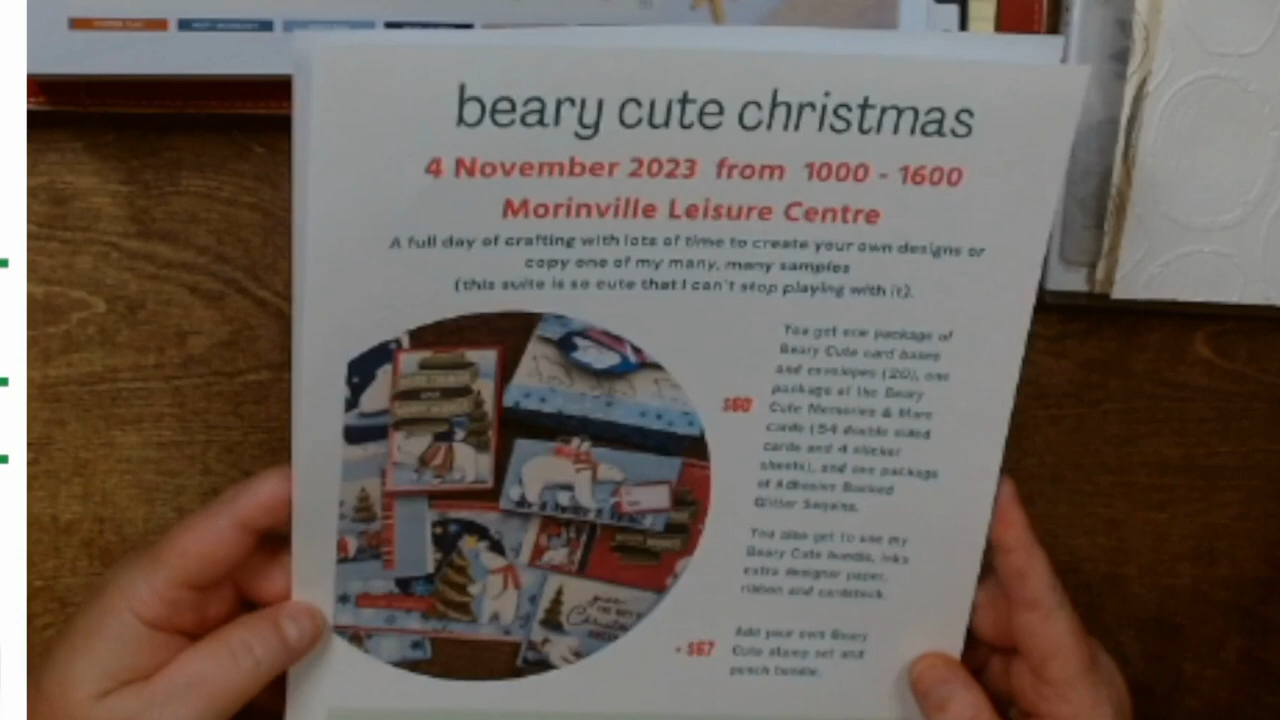 beary cute christmas
4 November 2023 from 1000 - 1600
Morinville Leisure Centre
A full day of crafting with lots of time to create your own designs or
copy one of my many, many samples
(this suite is so cute that I can't stop playing with it).
You get one package of
Beary Cute card bases
and envelopes (20), one
package of the Beary
$60
Cute Memories & More
cards (54 double sided
cards and 4 sticker
sheets), and one package
of Adhesive Backed
Glitter Sequins.
You also get to use my
Beary Cute bundle, inks
extra designer paper,
ribbon and cardstock.
+ $67
Add your own Beary
Cute stamp set and
punch bundle.